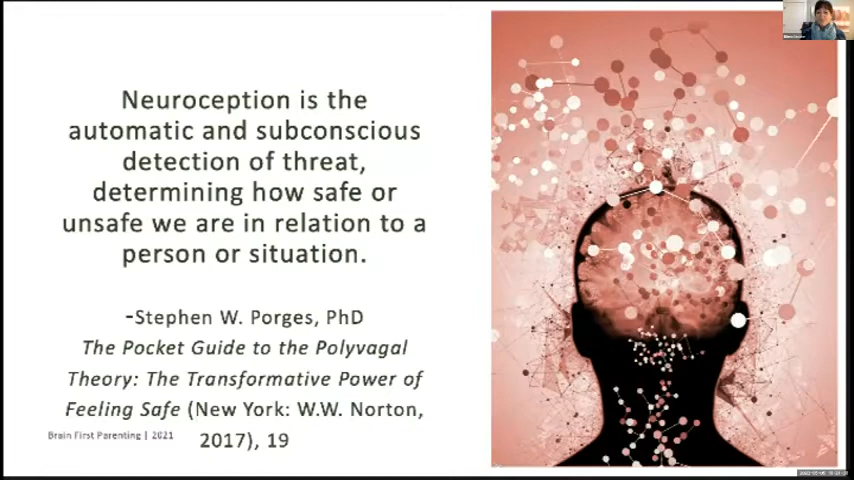 Neuroception is the
automatic and subconscious
detection of threat,
determining how safe or
unsafe we are in relation to a
person or situation.
-Stephen W. Porges, PhD
The Pocket Guide to the Polyvagal
Theory: The Transformative Power of
Feeling Safe (New York: W.W. Norton,
2017), 19
Brain First Parenting | 2021